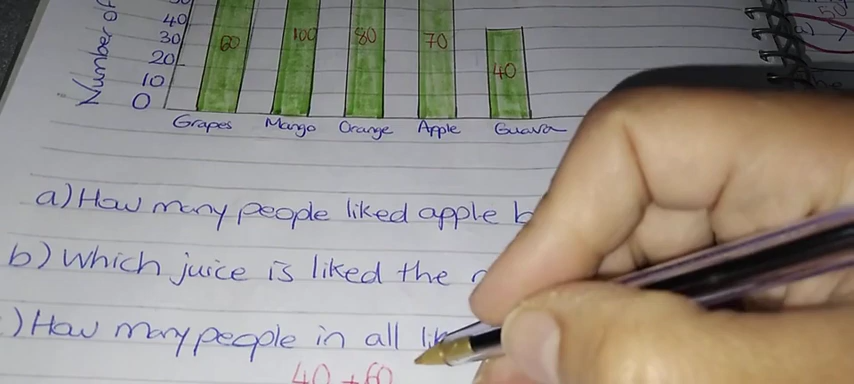 Number of
40
30
20
10
0
60 100 80 70 40
Grapes Mango Orange Apple Guava
a) How many people liked apple
b) Which juice is liked the
) How many people in all
40 + 60